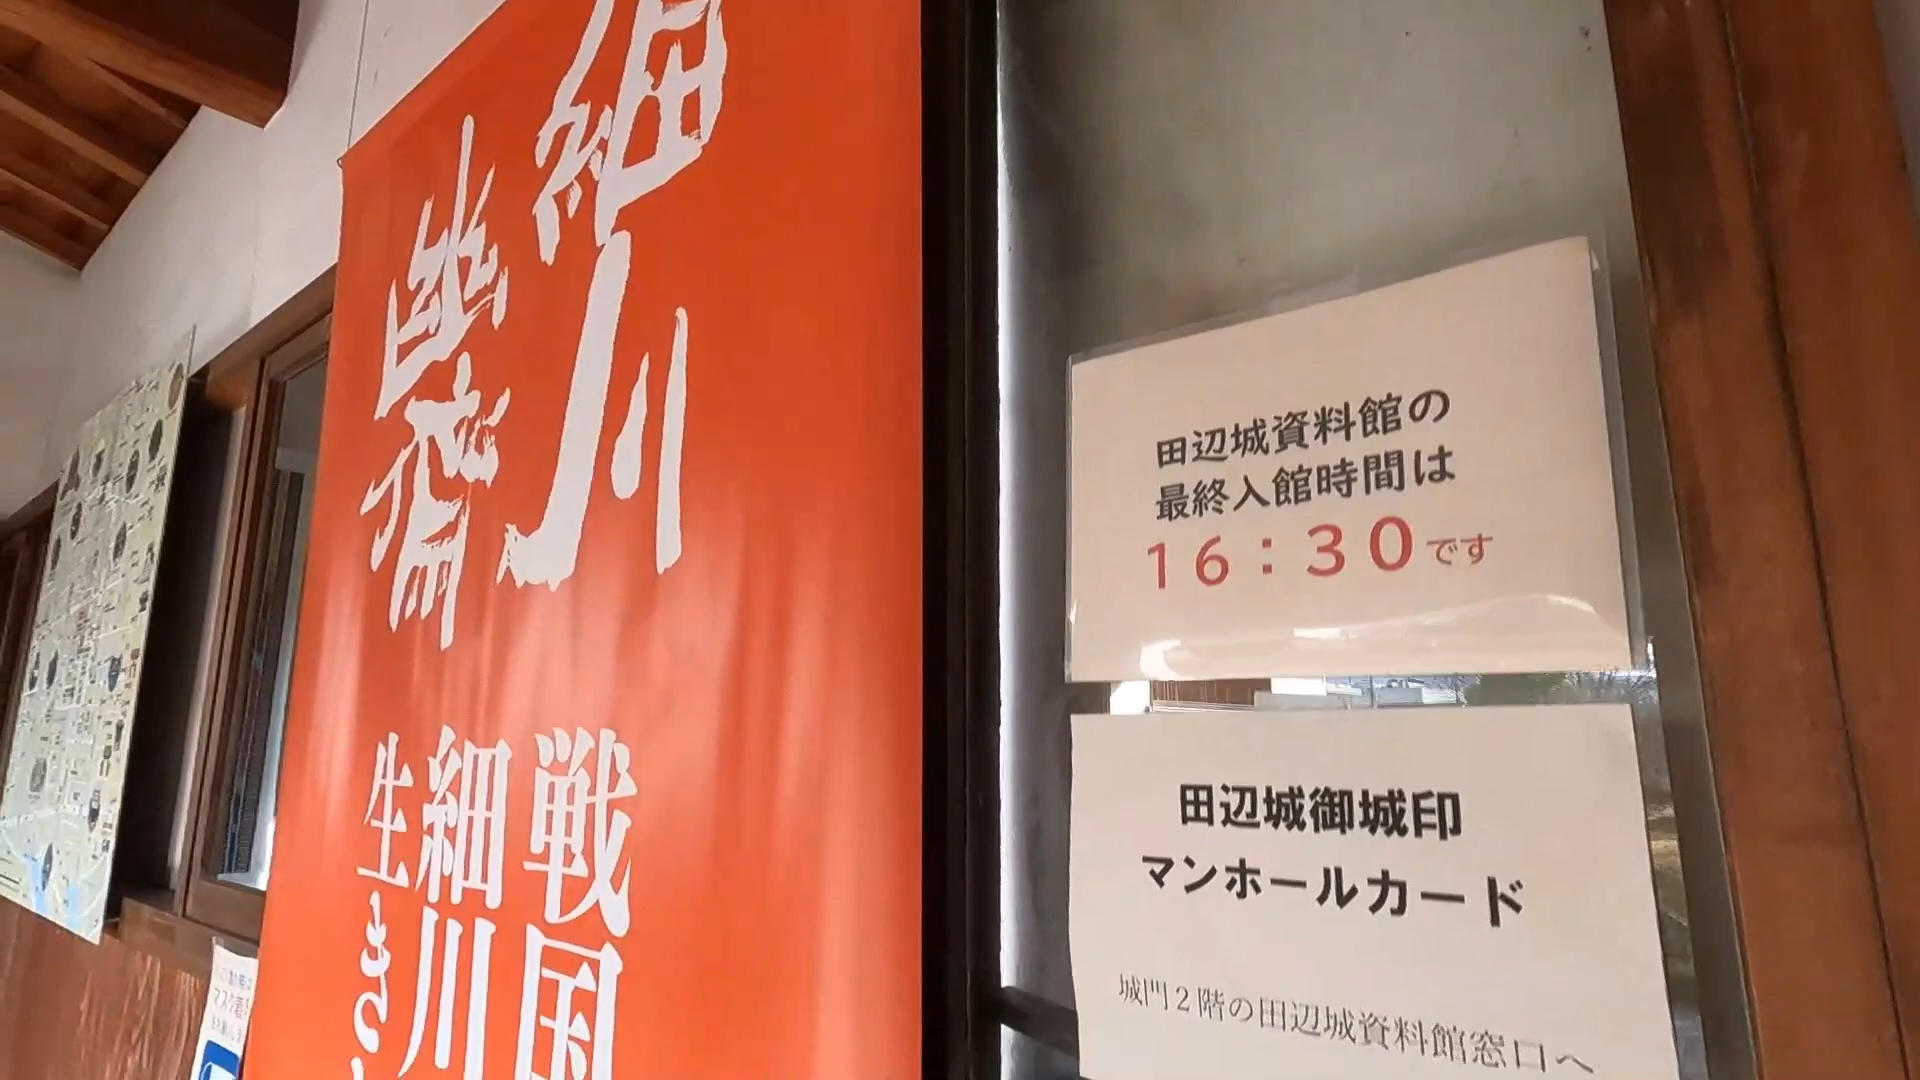 細川
幽斎
戦国
細川
生き
田辺城資料館の
最終入館時間は
16:30です
田辺城御城印
マンホールカード
城門2階の田辺城資料館窓口へ